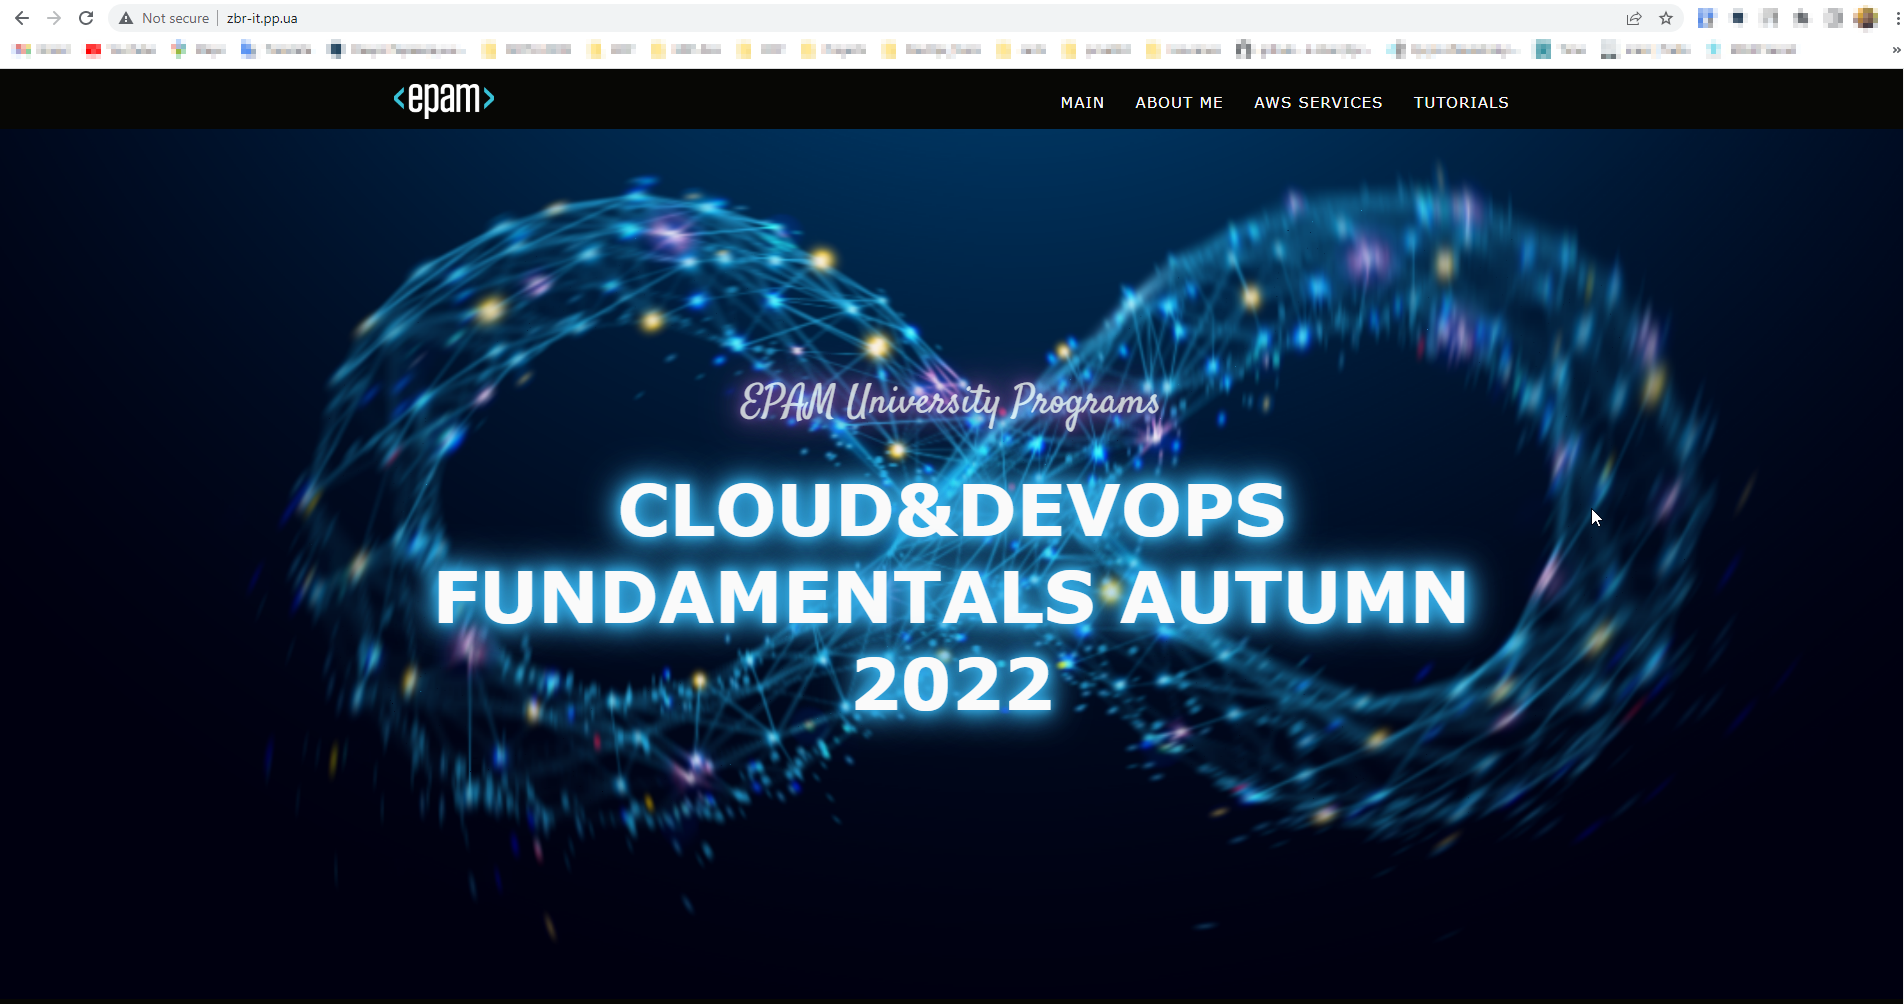 Not secure | zbr-it.pp.ua
<epam>
MAIN ABOUT ME AWS SERVICES TUTORIALS
EPAM University Programs
CLOUD&DEVOPS
FUNDAMENTALS AUTUMN
2022